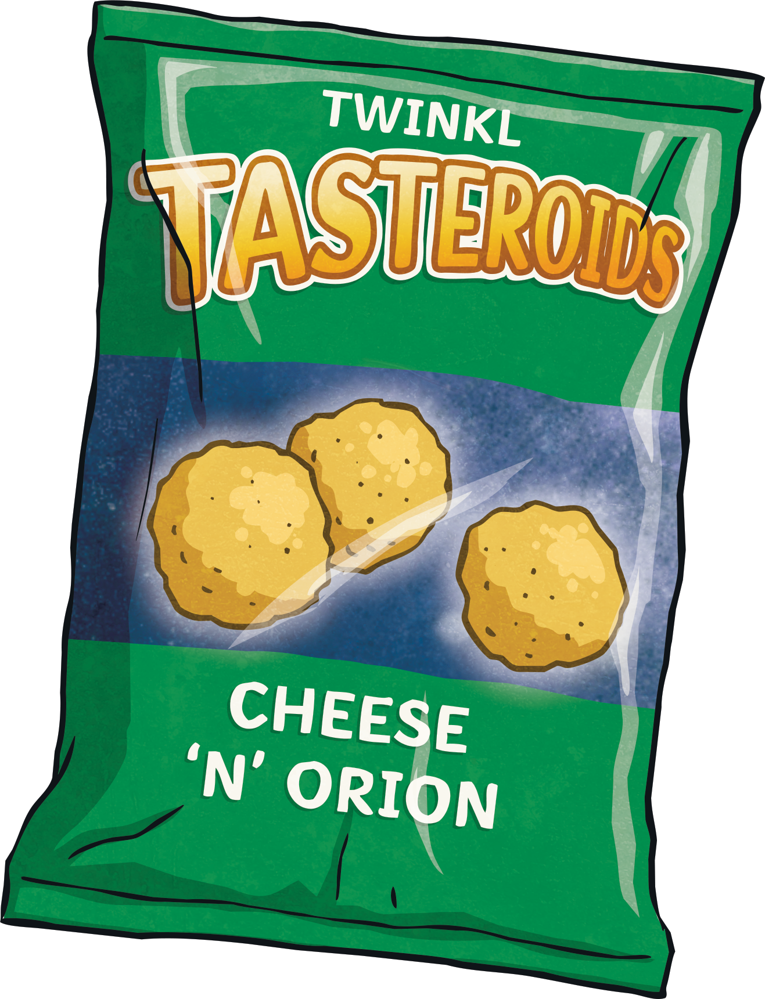 TWINKL
TASTEROIDS
CHEESE
‘N’ ORION